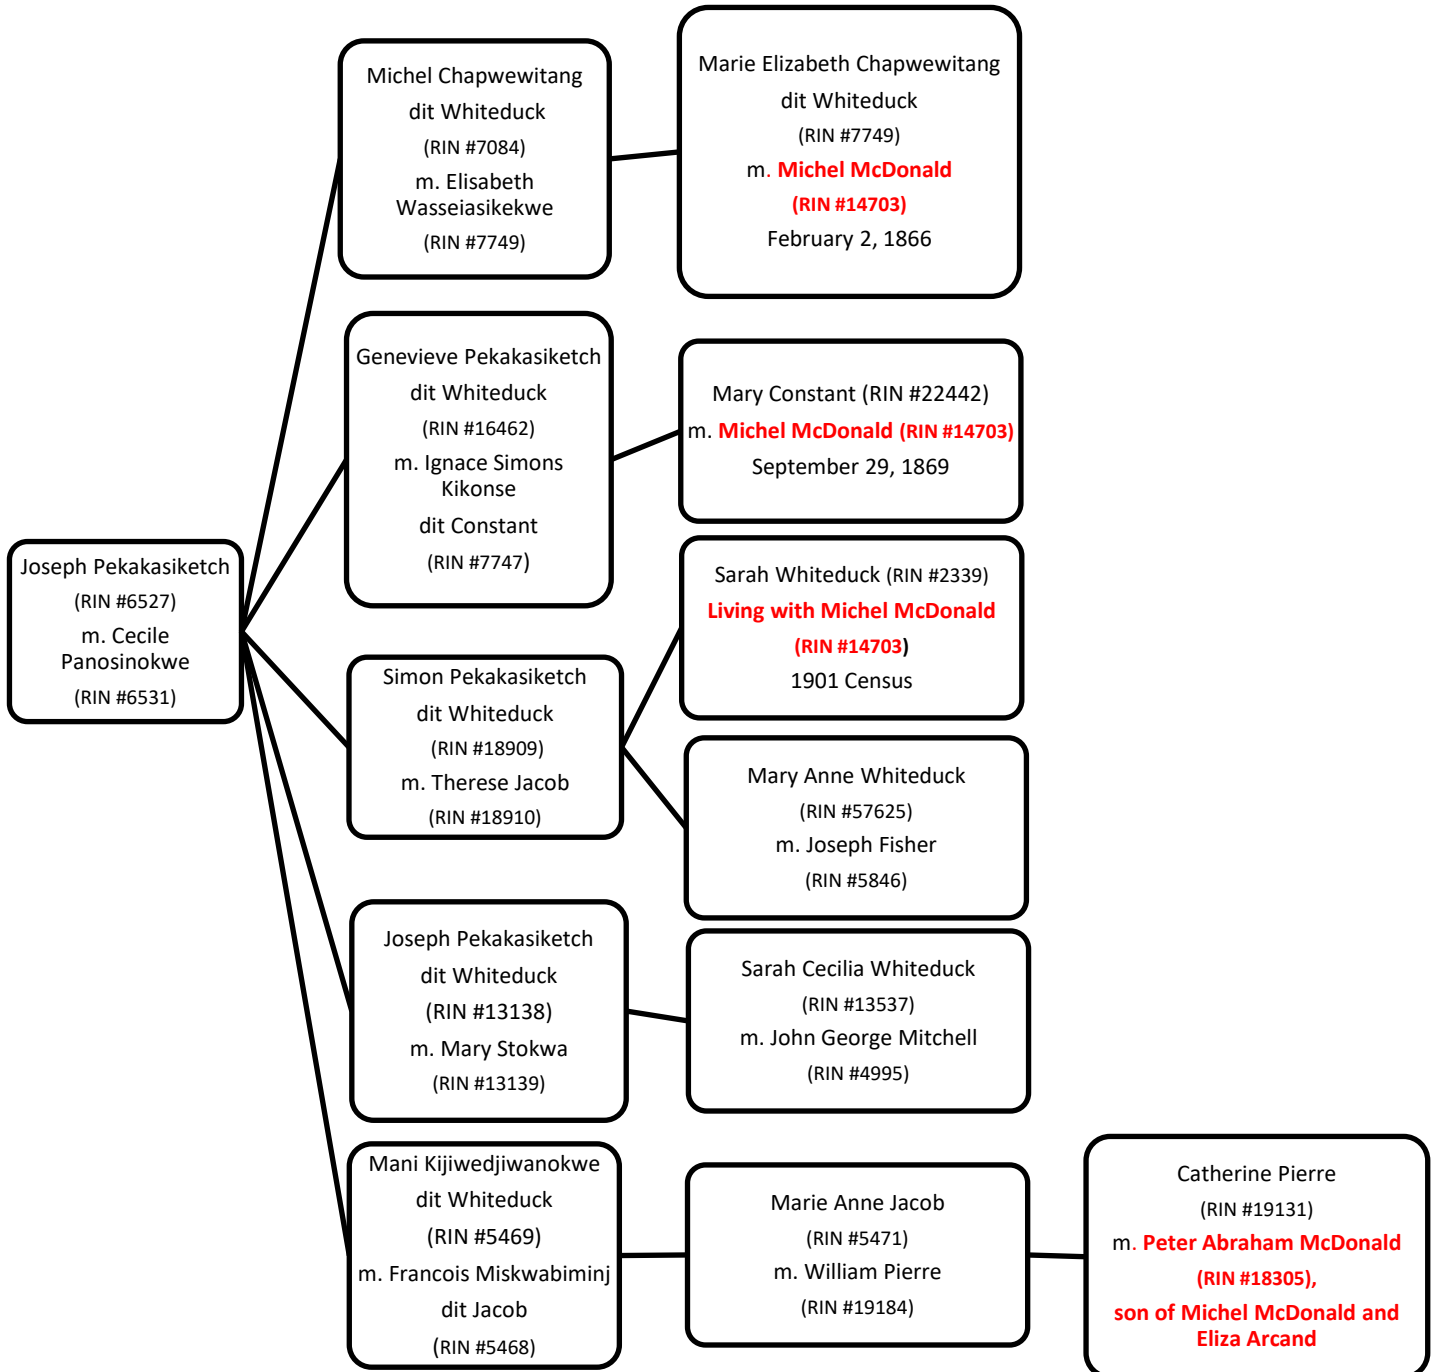 Joseph Pekakasiketch
(RIN #6527)
m. Cecile
Panosinokwe
(RIN #6531)
Michel Chapwewitang
dit Whiteduck
(RIN #7084)
m. Elisabeth
Wasseiasikekwe
(RIN #7749)
Marie Elizabeth Chapwewitang
dit Whiteduck
(RIN #7749)
m. Michel McDonald
(RIN #14703)
February 2, 1866
Genevieve Pekakasiketch
dit Whiteduck
(RIN #16462)
m. Ignace Simons
Kikonse
dit Constant
(RIN #7747)
Mary Constant (RIN #22442)
m. Michel McDonald (RIN #14703)
September 29, 1869
Simon Pekakasiketch
dit Whiteduck
(RIN #18909)
m. Therese Jacob
(RIN #18910)
Sarah Whiteduck (RIN #2339)
Living with Michel McDonald
(RIN #14703)
1901 Census
Mary Anne Whiteduck
(RIN #57625)
m. Joseph Fisher
(RIN #5846)
Joseph Pekakasiketch
dit Whiteduck
(RIN #13138)
m. Mary Stokwa
(RIN #13139)
Sarah Cecilia Whiteduck
(RIN #13537)
m. John George Mitchell
(RIN #4995)
Mani Kijiwedjiwanokwe
dit Whiteduck
(RIN #5469)
m. Francois Miskwabiminj
dit Jacob
(RIN #5468)
Marie Anne Jacob
(RIN #5471)
m. William Pierre
(RIN #19184)
Catherine Pierre
(RIN #19131)
m. Peter Abraham McDonald
(RIN #18305),
son of Michel McDonald and
Eliza Arcand